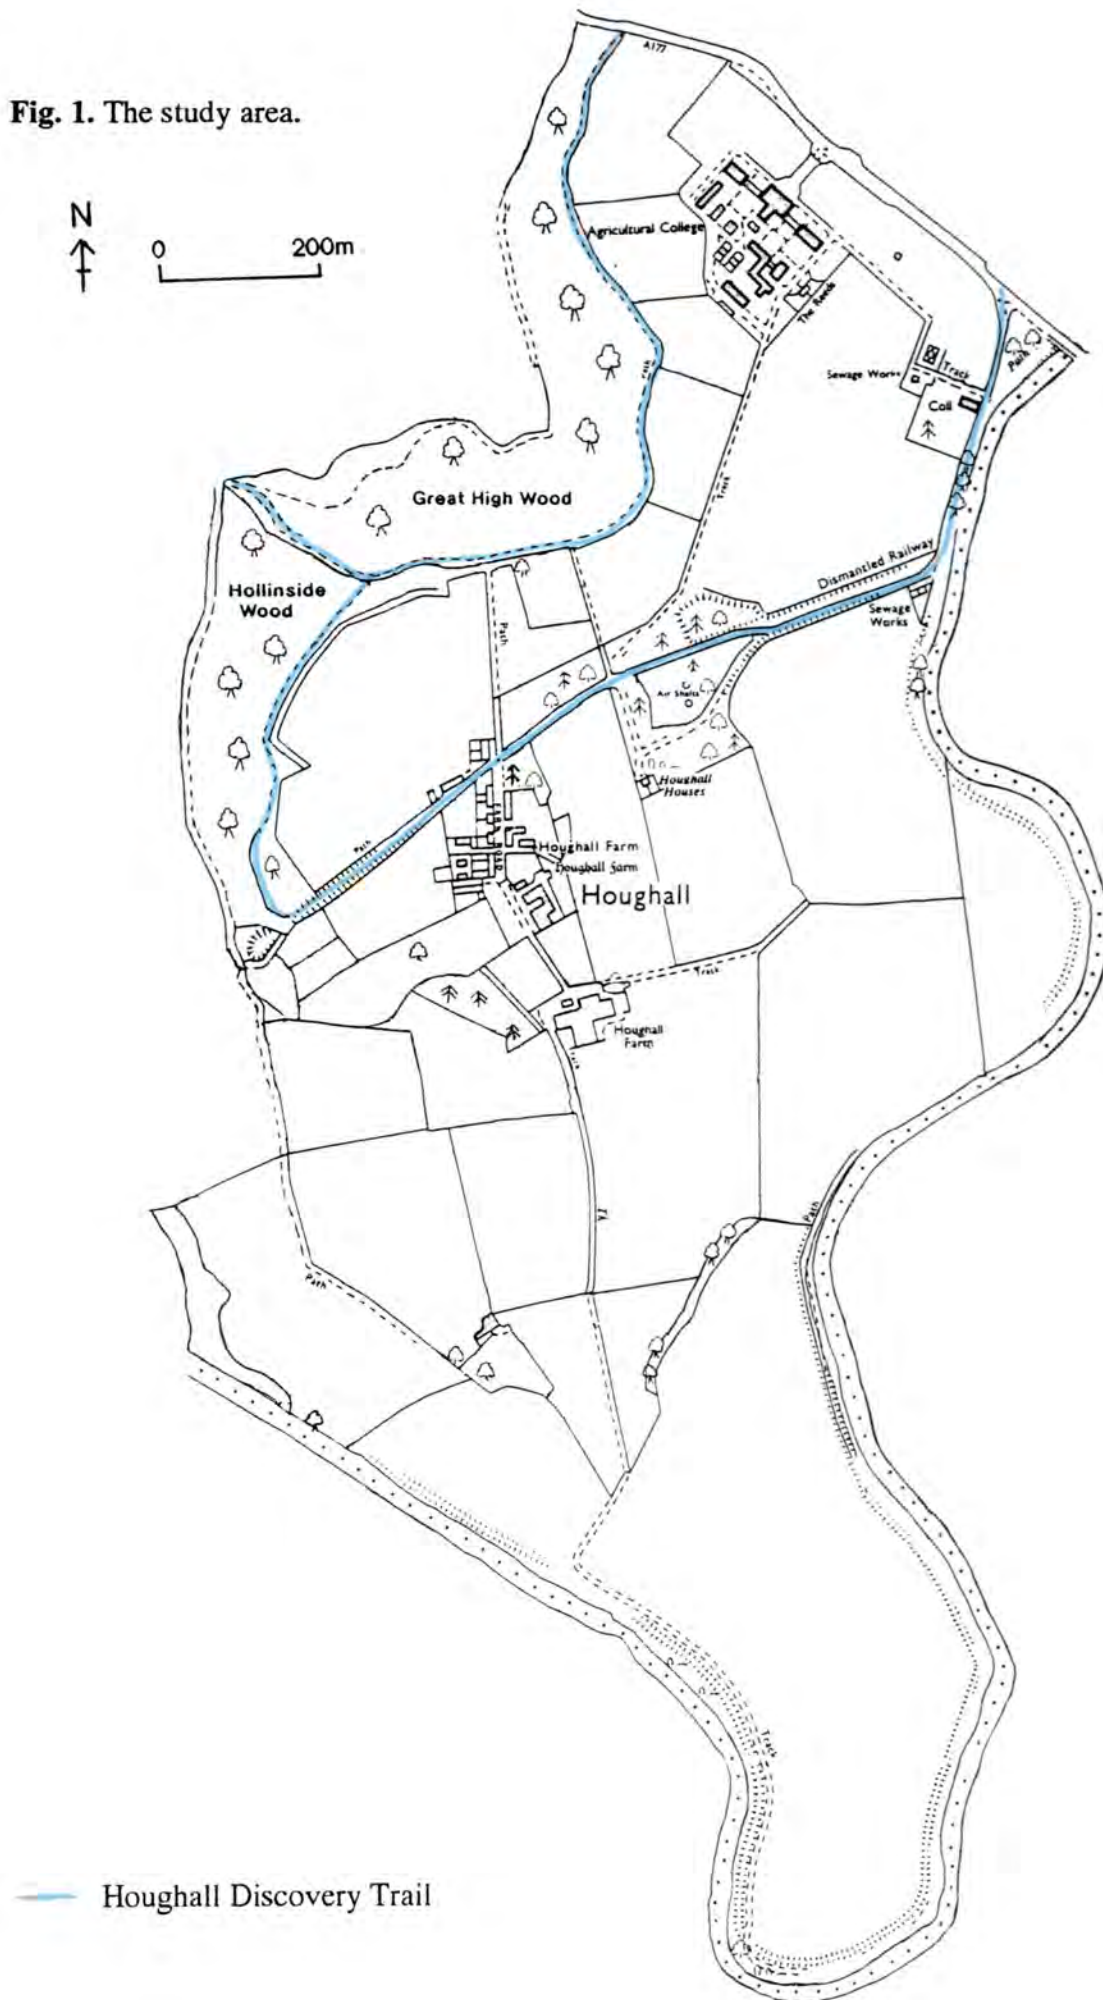 A177
Fig. 1. The study area.
N
0 200m
Agricultural College
The Reeds
Path
Path
Sewage Works
Track
Coll
Great High Wood
Track
Dismantled Railway
Hollinside
Wood
Sewage
Works
Path
Air Shafts
Houghall
Houses
Path
ROAD
Houghall Farm
Houghall Farm
Houghall
Track
Houghall
Farm
Track
Path
Path
Track
Houghall Discovery Trail